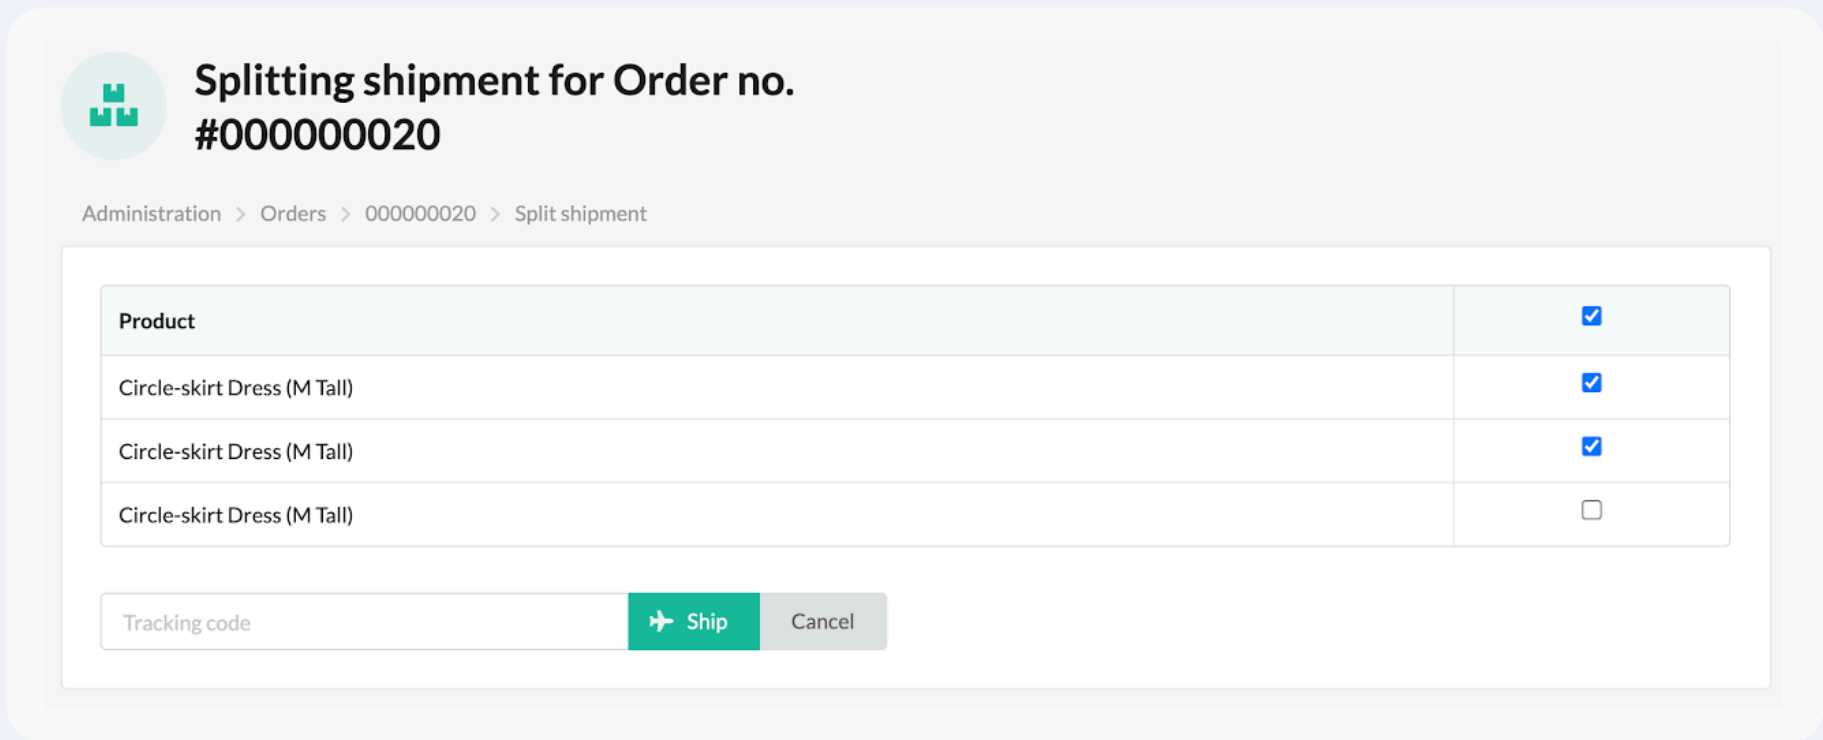 Splitting shipment for Order no.
#000000020
Administration > Orders > 000000020 > Split shipment
Product
Circle-skirt Dress (M Tall)
Circle-skirt Dress (M Tall)
Circle-skirt Dress (M Tall)
Tracking code Ship Cancel